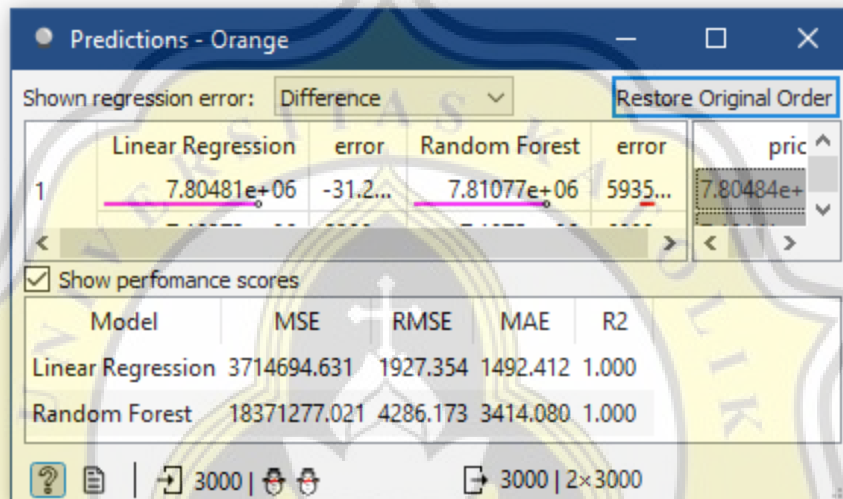 Predictions - Orange
Shown regression error: Difference Restore Original Order
Linear Regression error Random Forest error pric
1 7.80481e+06 -31.2... 7.81077e+06 5935... 7.80484e+
Show perfomance scores
Model MSE RMSE MAE R2
Linear Regression 3714694.631 1927.354 1492.412 1.000
Random Forest 18371277.021 4286.173 3414.080 1.000
? 3000 | 3000 | 2×3000
UNIVERSITAS KATOLIK